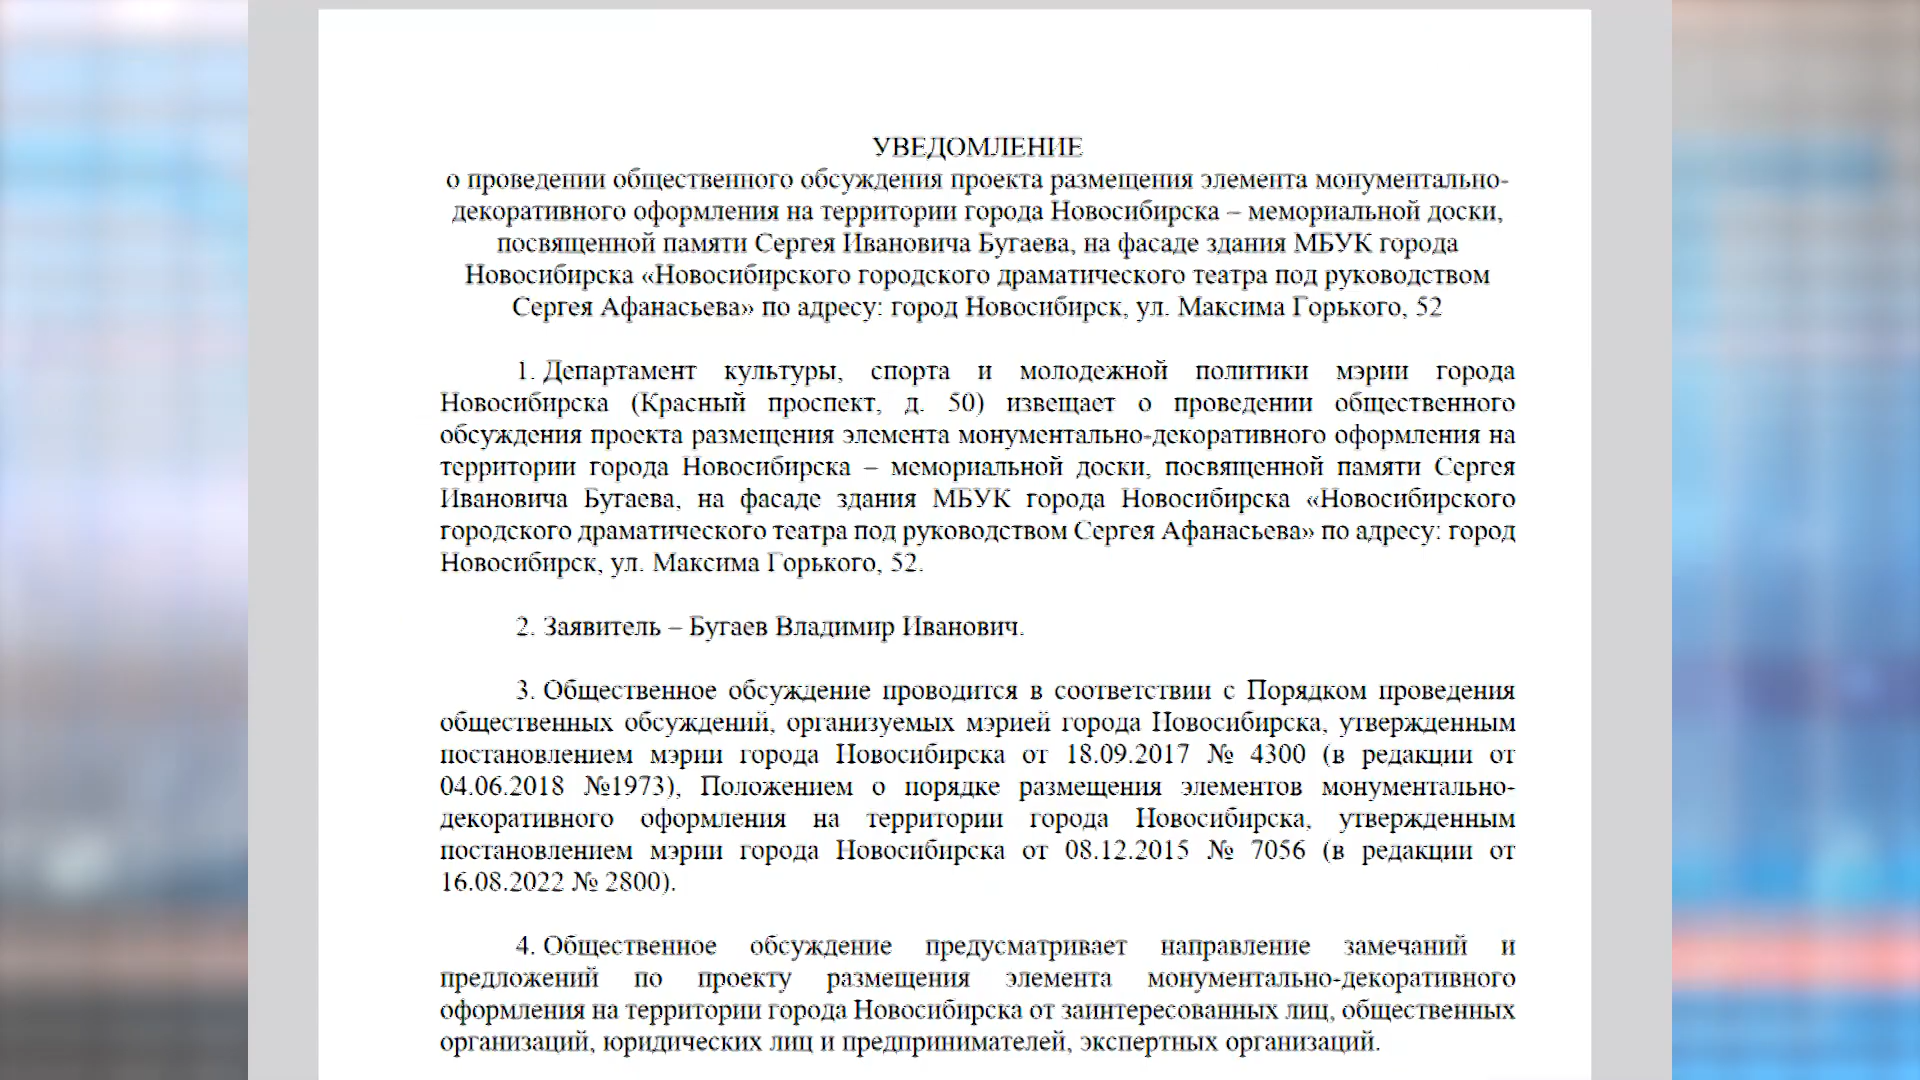 УВЕДОМЛЕНИЕ
о проведении общественного обсуждения проекта размещения элемента монументально-
декоративного оформления на территории города Новосибирска – мемориальной доски,
посвященной памяти Сергея Ивановича Бугаева, на фасаде здания МБУК города
Новосибирска «Новосибирского городского драматического театра под руководством
Сергея Афанасьева» по адресу: город Новосибирск, ул. Максима Горького, 52
1. Департамент культуры, спорта и молодежной политики мэрии города
Новосибирска (Красный проспект, д. 50) извещает о проведении общественного
обсуждения проекта размещения элемента монументально-декоративного оформления на
территории города Новосибирска – мемориальной доски, посвященной памяти Сергея
Ивановича Бугаева, на фасаде здания МБУК города Новосибирска «Новосибирского
городского драматического театра под руководством Сергея Афанасьева» по адресу: город
Новосибирск, ул. Максима Горького, 52.
2. Заявитель – Бугаев Владимир Иванович.
3. Общественное обсуждение проводится в соответствии с Порядком проведения
общественных обсуждений, организуемых мэрией города Новосибирска, утвержденным
постановлением мэрии города Новосибирска от 18.09.2017 № 4300 (в редакции от
04.06.2018 №1973), Положением о порядке размещения элементов монументально-
декоративного оформления на территории города Новосибирска, утвержденным
постановлением мэрии города Новосибирска от 08.12.2015 № 7056 (в редакции от
16.08.2022 № 2800).
4. Общественное обсуждение предусматривает направление замечаний и
предложений по проекту размещения элемента монументально-декоративного
оформления на территории города Новосибирска от заинтересованных лиц, общественных
организаций, юридических лиц и предпринимателей, экспертных организаций.